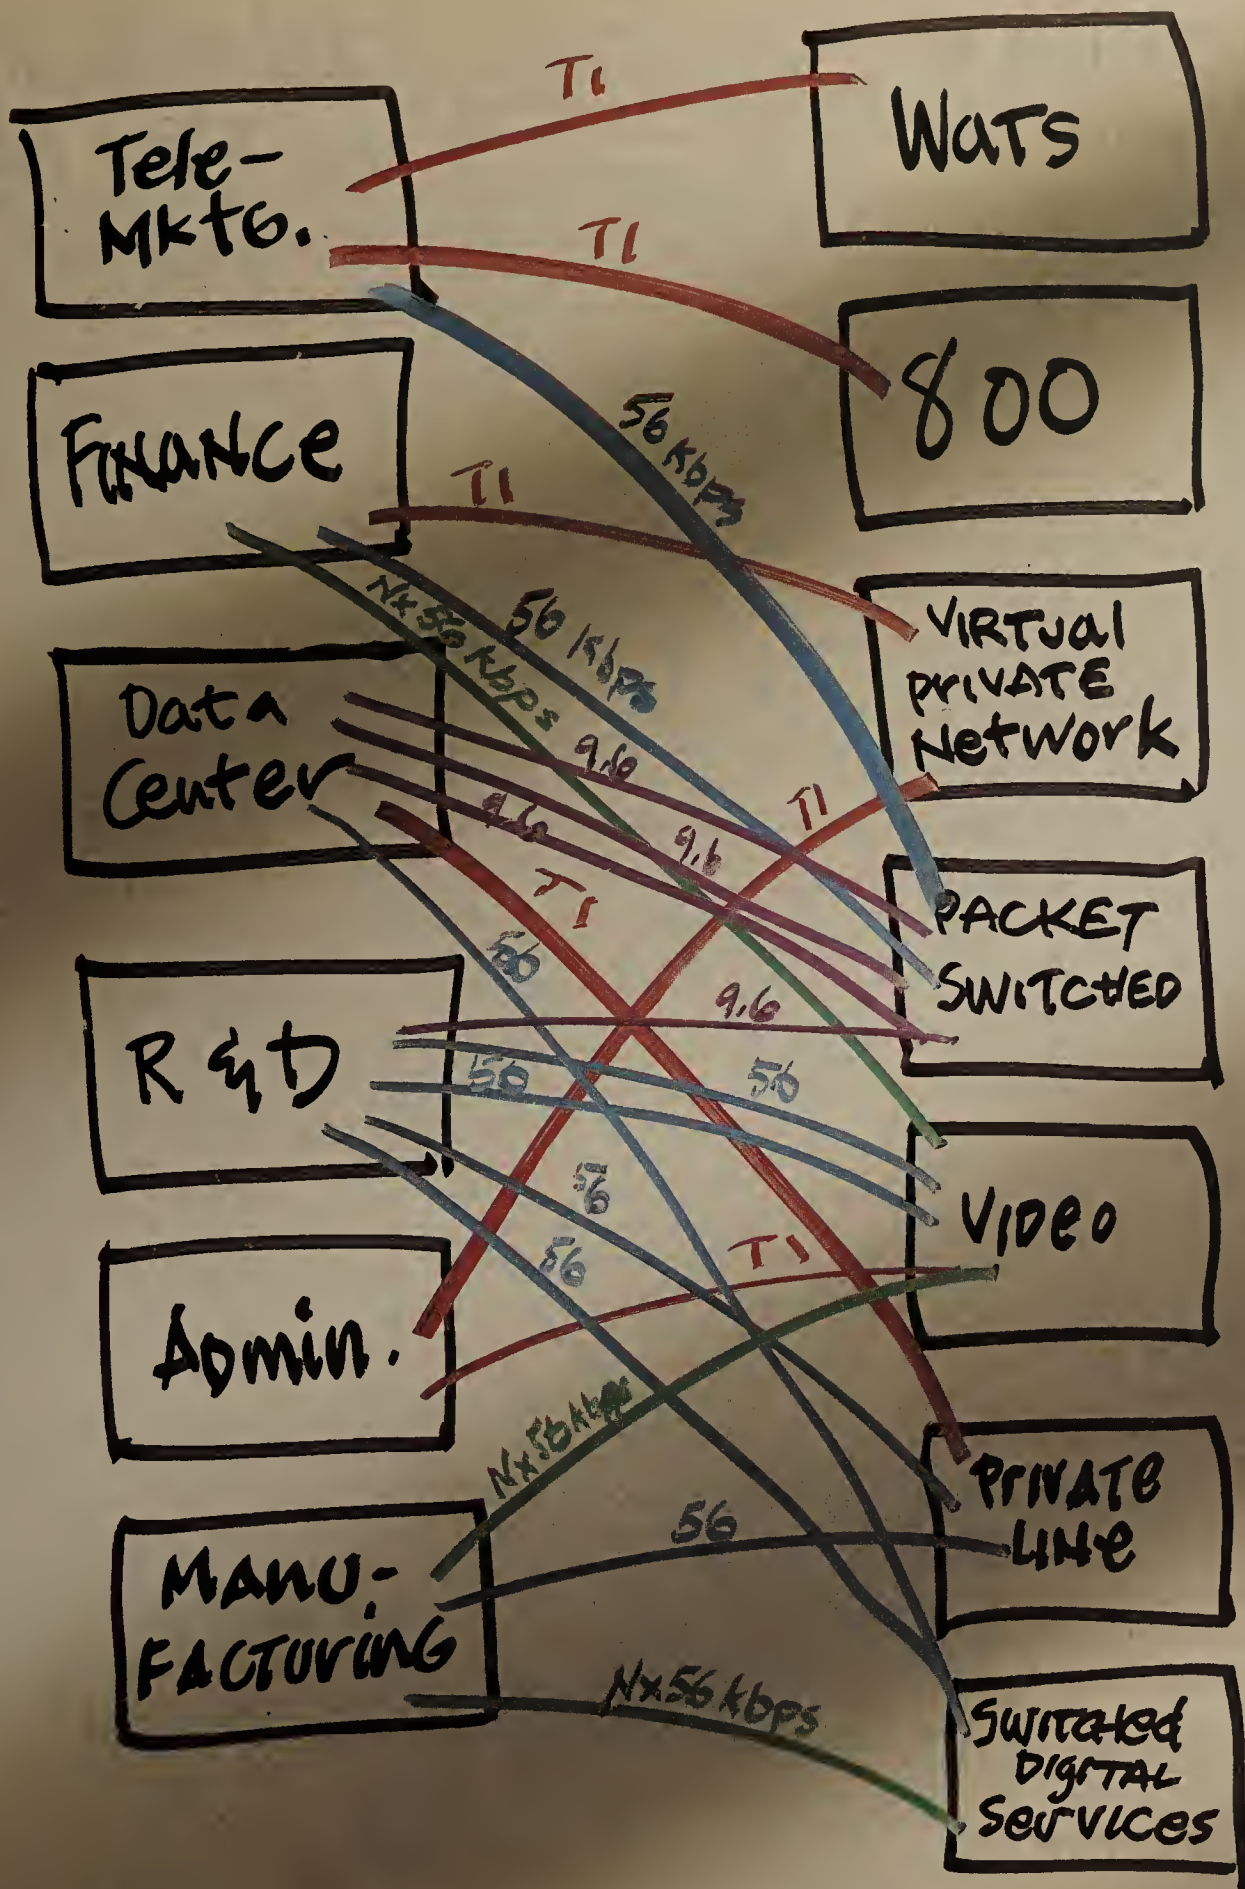 Tele-
Mktg.
Finance
Data
Center
R & D
Admin.
Manu-
facturing
T1
T1
56 kbps
T1
56 kbps
Nx56 kbps
9.6
9.6
9.6
T1
T1
56
9.6
56
56
56
56
T1
Nx56 kbps
56
Nx56 kbps
Wats
800
Virtual
Private
Network
Packet
Switched
Video
Private
Line
Switched
Digital
Services